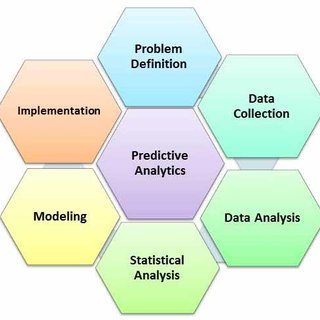 Problem
Definition
Data
Collection
Data Analysis
Statistical
Analysis
Modeling
Implementation
Predictive
Analytics